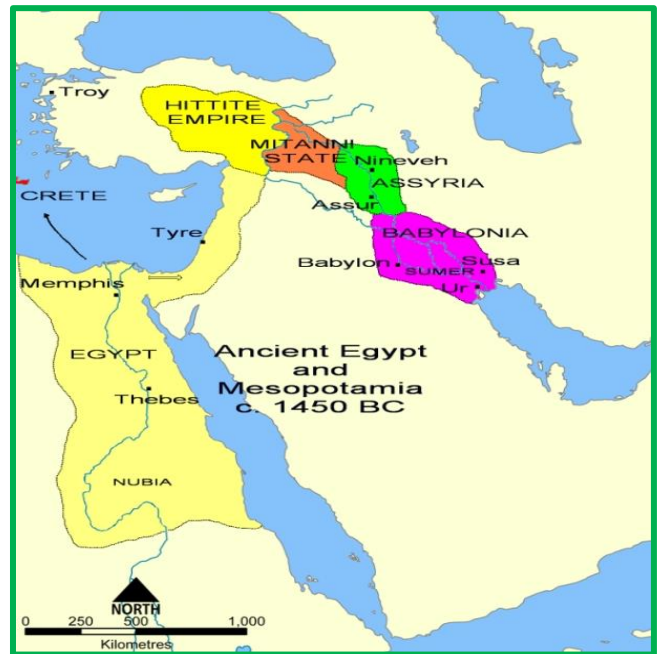 Troy
HITTITE
EMPIRE
MITANNI
STATE
Nineveh
ASSYRIA
Assur
CRETE
Tyre
BABYLONIA
Babylon
SUMER
Susa
Ur
Memphis
EGYPT
Thebes
NUBIA
Ancient Egypt
and
Mesopotamia
c. 1450 BC
NORTH
0 250 500 1,000
Kilometres